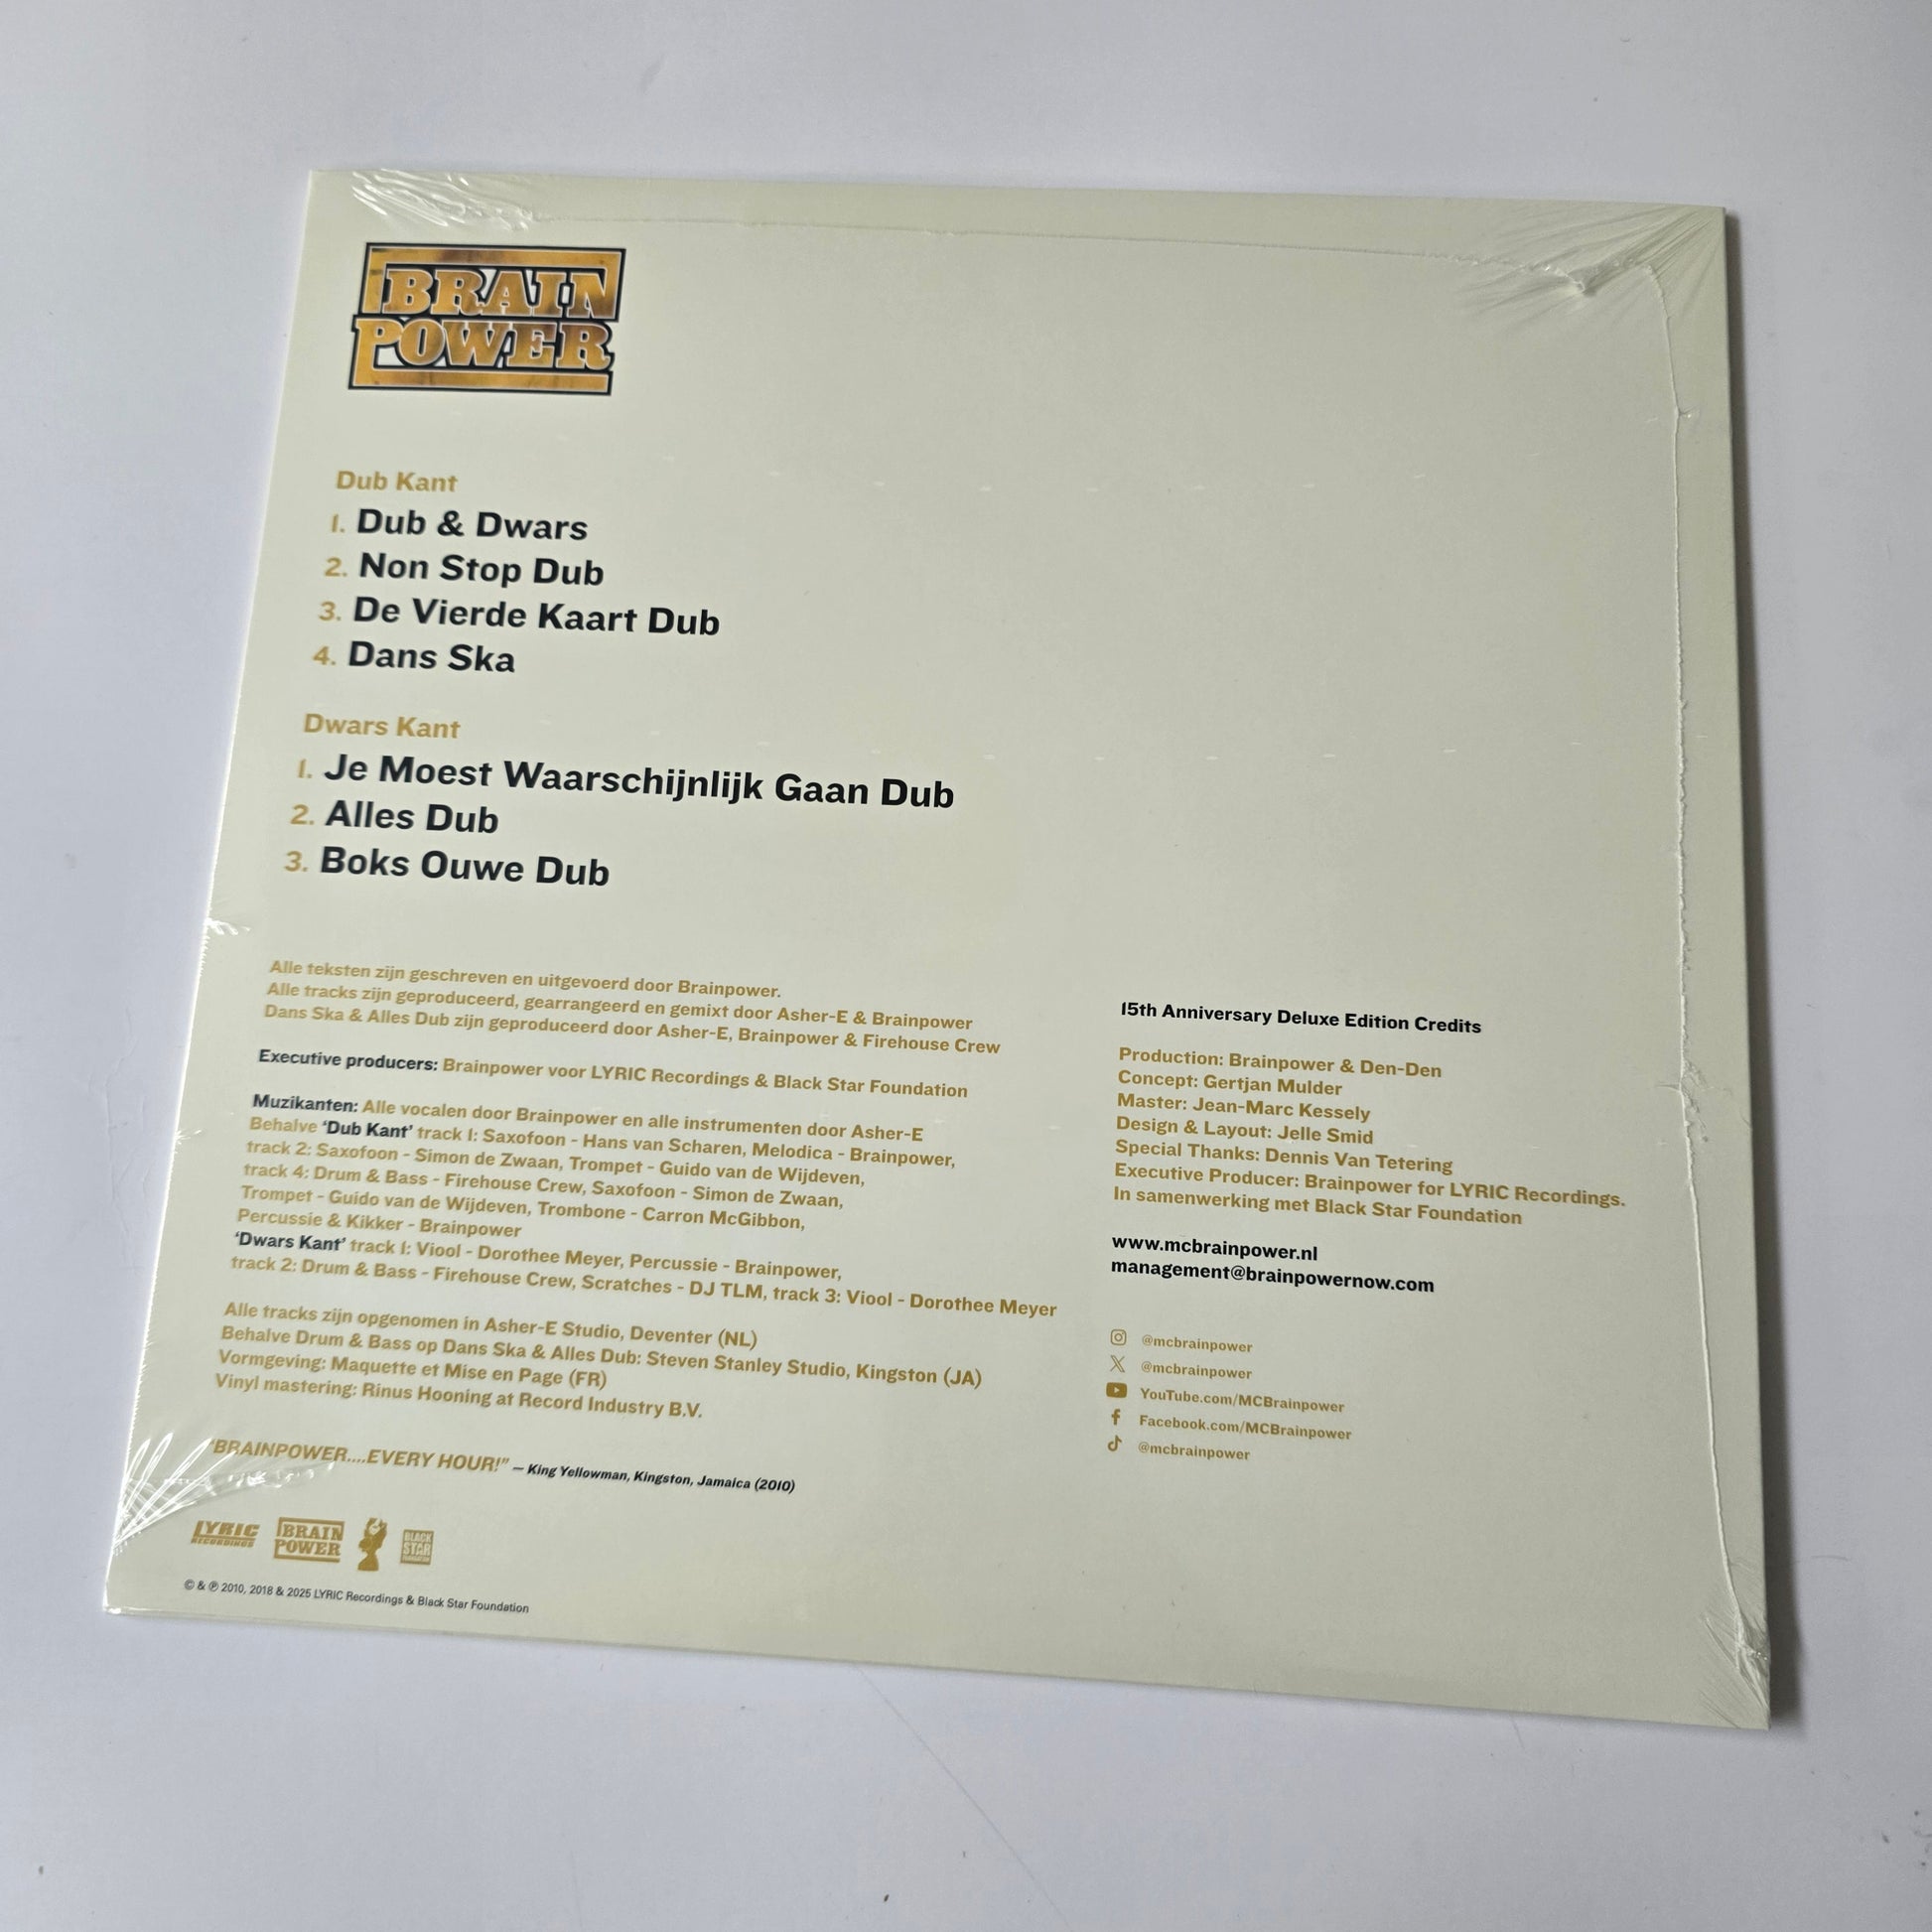 BRAIN
POWER
Dub Kant
1. Dub & Dwars
2. Non Stop Dub
3. De Vierde Kaart Dub
4. Dans Ska
Dwars Kant
1. Je Moest Waarschijnlijk Gaan Dub
2. Alles Dub
3. Boks Ouwe Dub
Alle teksten zijn geschreven en uitgevoerd door Brainpower.
Alle tracks zijn geproduceerd, gearrangeerd en gemixt door Asher-E & Brainpower
Dans Ska & Alles Dub zijn geproduceerd door Asher-E, Brainpower & Firehouse Crew
Executive producers: Brainpower voor LYRIC Recordings & Black Star Foundation
Muzikanten: Alle vocalen door Brainpower en alle instrumenten door Asher-E
Behalve 'Dub Kant' track 1: Saxofoon - Hans van Scharen, Melodica - Brainpower,
track 2: Saxofoon - Simon de Zwaan, Trompet - Guido van de Wijdeven,
track 4: Drum & Bass - Firehouse Crew, Saxofoon - Simon de Zwaan,
Trompet - Guido van de Wijdeven, Trombone - Carron McGibbon,
Percussie & Kikker - Brainpower
'Dwars Kant' track 1: Viool - Dorothee Meyer, Percussie - Brainpower,
track 2: Drum & Bass - Firehouse Crew, Scratches - DJ TLM, track 3: Viool - Dorothee Meyer
Alle tracks zijn opgenomen in Asher-E Studio, Deventer (NL)
Behalve Drum & Bass op Dans Ska & Alles Dub: Steven Stanley Studio, Kingston (JA)
Vormgeving: Maquette et Mise en Page (FR)
Vinyl mastering: Rinus Hooning at Record Industry B.V.
"BRAINPOWER....EVERY HOUR!" – King Yellowman, Kingston, Jamaica (2010)
LYRIC
RECORDINGS
BRAIN
POWER
BLACK
STAR
FOUNDATION
© & ℗ 2010, 2018 & 2025 LYRIC Recordings & Black Star Foundation
15th Anniversary Deluxe Edition Credits
Production: Brainpower & Den-Den
Concept: Gertjan Mulder
Master: Jean-Marc Kessely
Design & Layout: Jelle Smid
Special Thanks: Dennis Van Tetering
Executive Producer: Brainpower for LYRIC Recordings.
In samenwerking met Black Star Foundation
www.mcbrainpower.nl
management@brainpowernow.com
@mcbrainpower
@mcbrainpower
YouTube.com/MCBrainpower
Facebook.com/MCBrainpower
@mcbrainpower